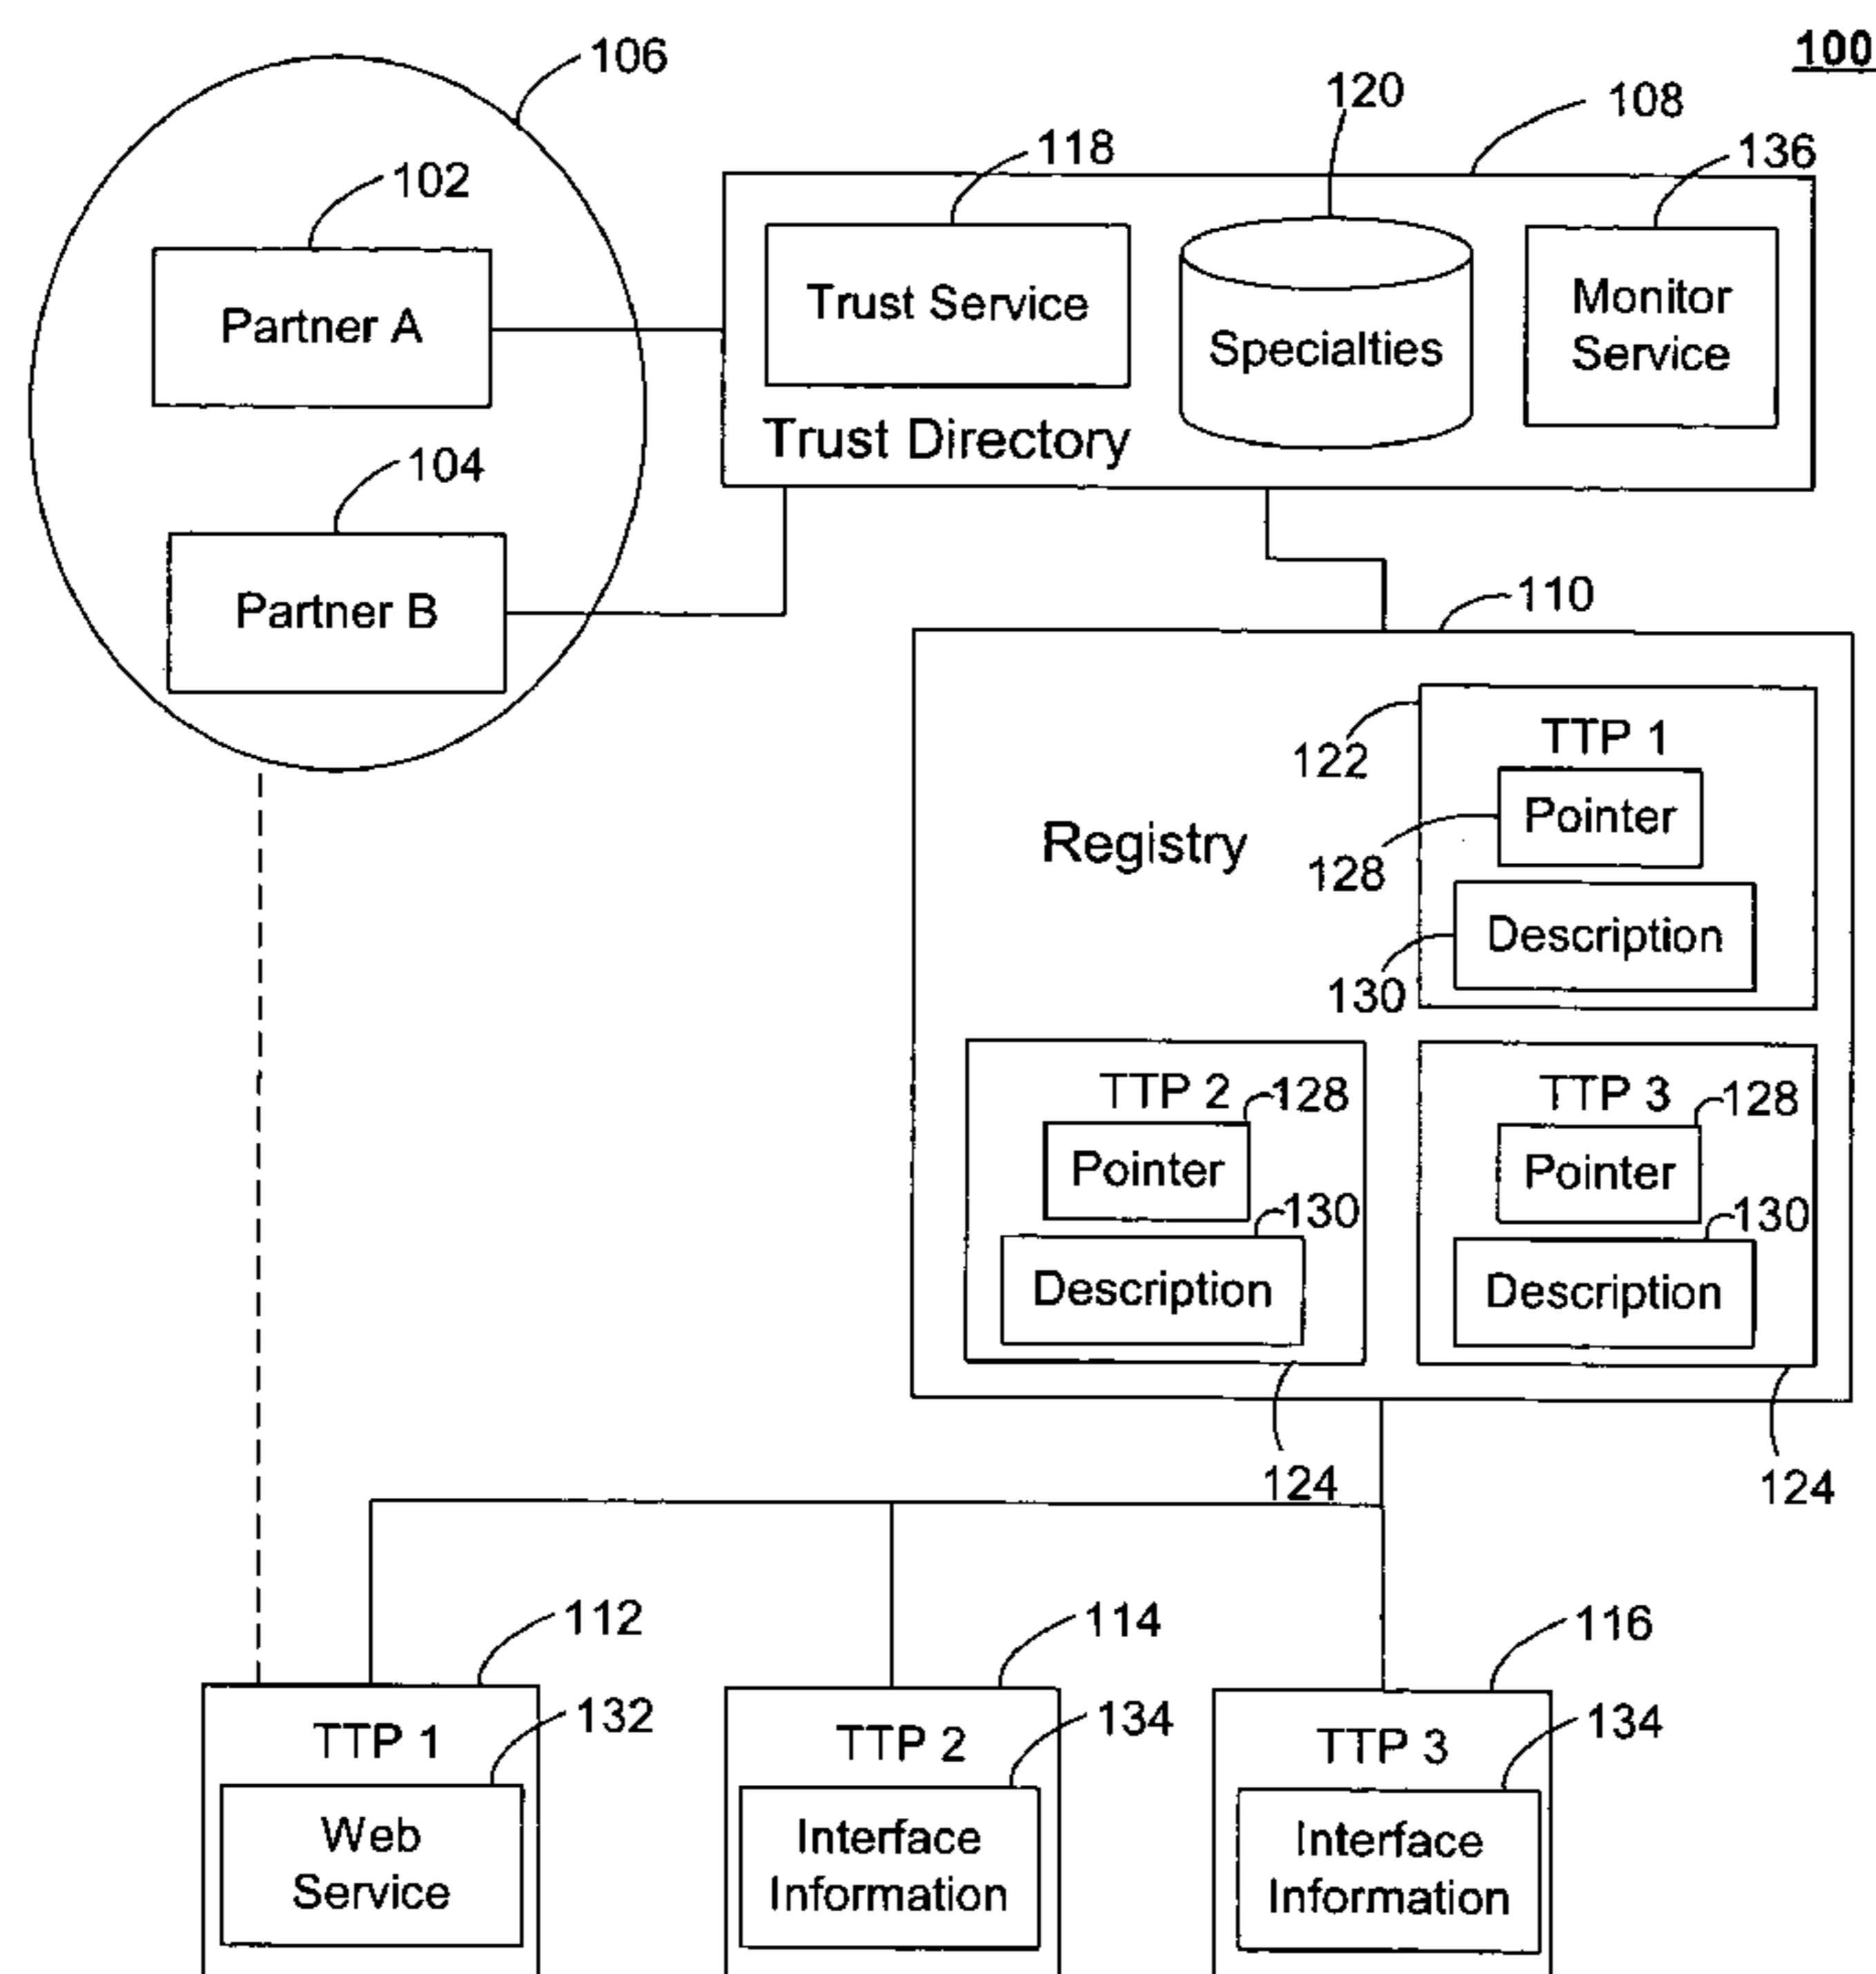 100
106
120
108
118
136
102
Partner A
Trust Service
Specialties
Monitor
Service
Trust Directory
104
Partner B
110
122
TTP 1
Pointer
128
Registry
Description
130
TTP 2
128
Pointer
130
Description
TTP 3
128
Pointer
130
Description
124
124
112
114
116
TTP 1
132
Web
Service
TTP 2
134
Interface
Information
TTP 3
134
Interface
Information